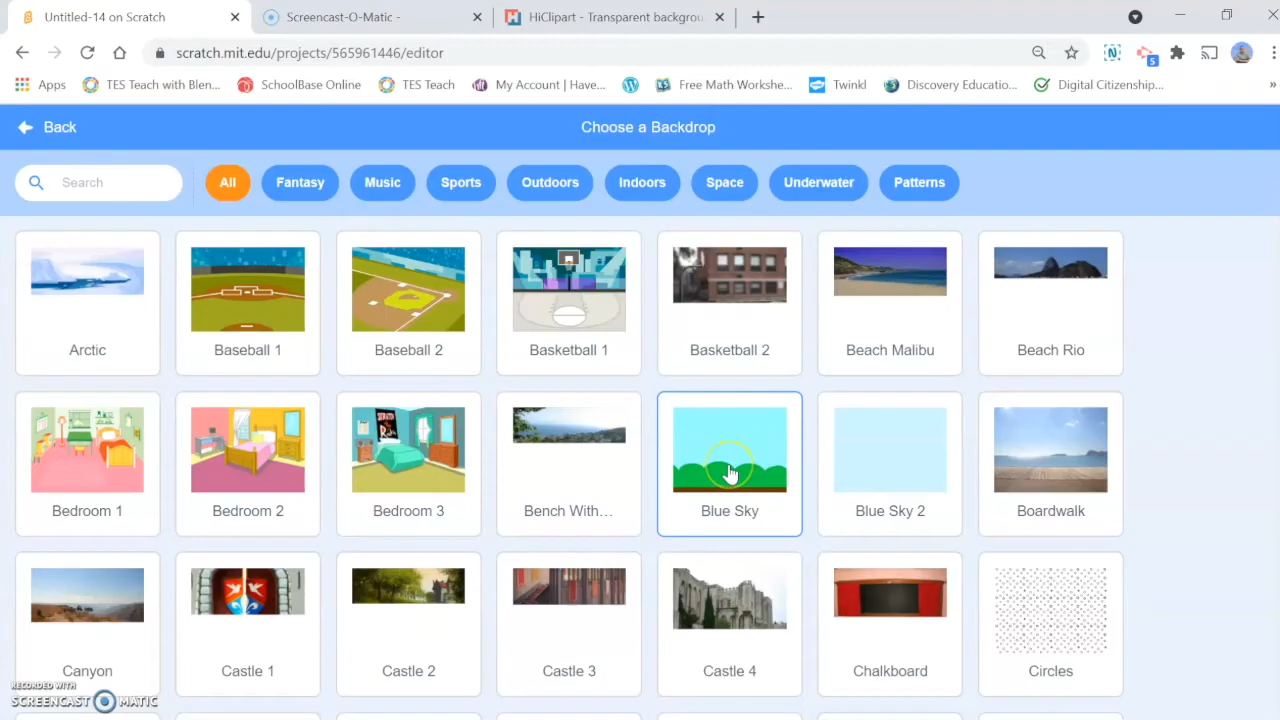 Untitled-14 on Scratch
Screencast-O-Matic -
HiClipart - Transparent backgrou
scratch.mit.edu/projects/565961446/editor
5
Apps
TES Teach with Blen...
SchoolBase Online
TES Teach
My Account | Have...
Free Math Workshe...
Twinkl
Discovery Educatio...
Digital Citizenship...
Back
Choose a Backdrop
Search
All
Fantasy
Music
Sports
Outdoors
Indoors
Space
Underwater
Patterns
Arctic
Baseball 1
Baseball 2
Basketball 1
Basketball 2
Beach Malibu
Beach Rio
Bedroom 1
Bedroom 2
Bedroom 3
Bench With...
Blue Sky
Blue Sky 2
Boardwalk
Canyon
Castle 1
Castle 2
Castle 3
Castle 4
Chalkboard
Circles
RECORDED WITH
SCREENCAST MATIC